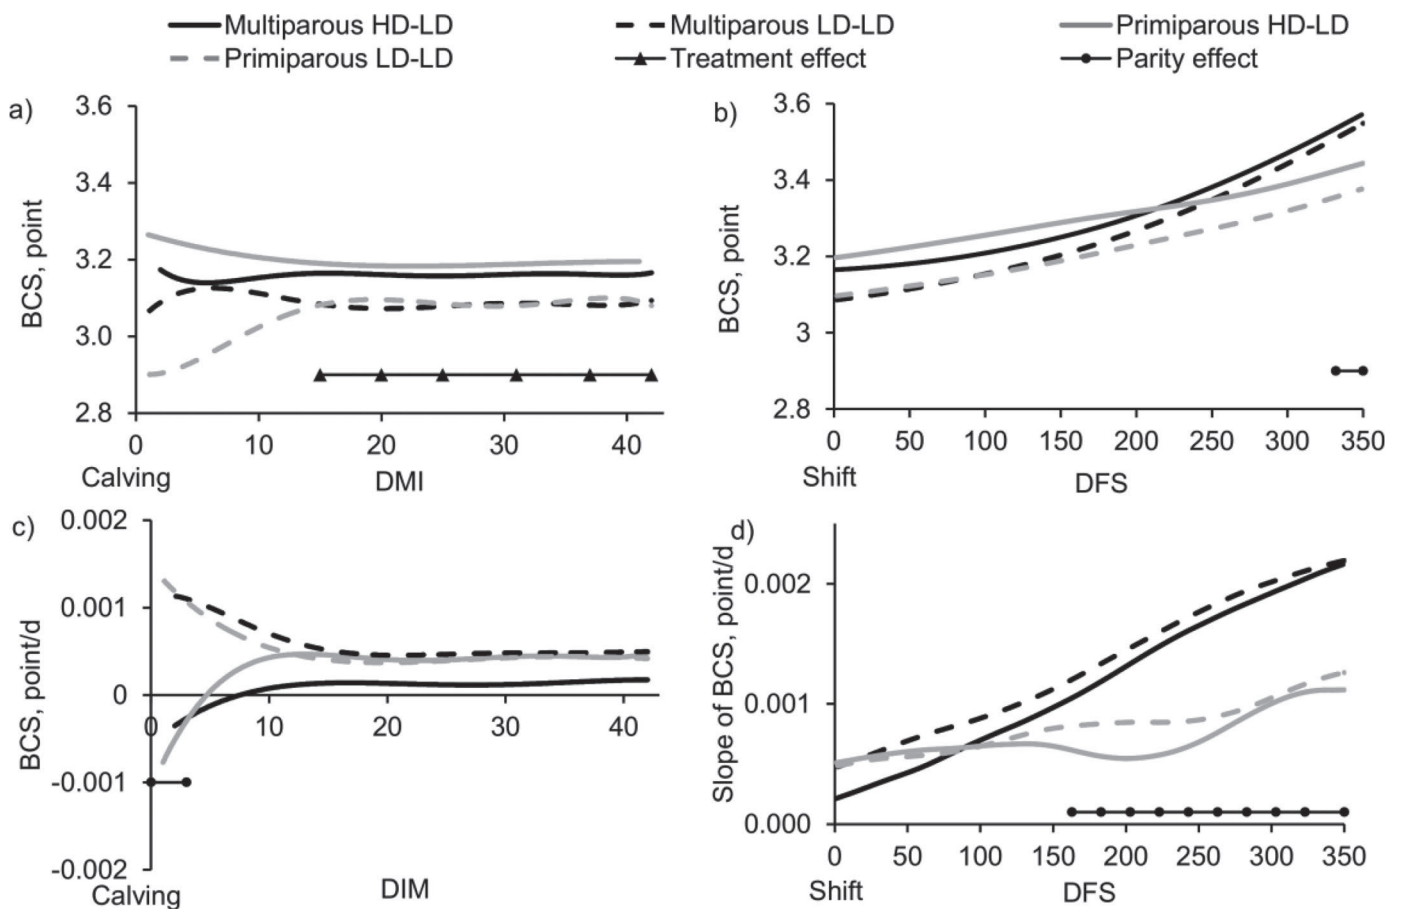 Multiparous HD-LD Multiparous LD-LD Primiparous HD-LD
Primiparous LD-LD Treatment effect Parity effect
a)
BCS, point
3.6
3.4
3.2
3.0
2.8
0 10 20 30 40
Calving DMI
b)
BCS, point
3.6
3.4
3.2
3
2.8
0 50 100 150 200 250 300 350
Shift DFS
c)
BCS, point/d
0.002
0.001
0
-0.001
-0.002
0 10 20 30 40
Calving DIM
d)
Slope of BCS, point/d
0.002
0.001
0.000
0 50 100 150 200 250 300 350
Shift DFS